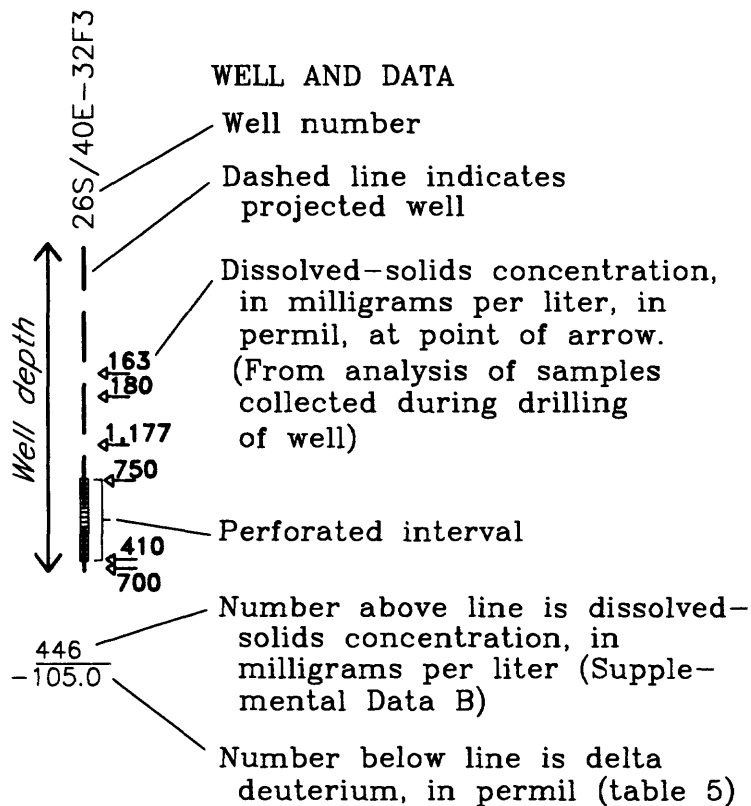 WELL AND DATA
26S/40E-32F3
Well number
Dashed line indicates
projected well
Well depth
Dissolved-solids concentration,
in milligrams per liter, in
permil, at point of arrow.
(From analysis of samples
collected during drilling
of well)
163
180
1,177
750
Perforated interval
410
700
446
-105.0
Number above line is dissolved-
solids concentration, in
milligrams per liter (Supple-
mental Data B)
Number below line is delta
deuterium, in permil (table 5)